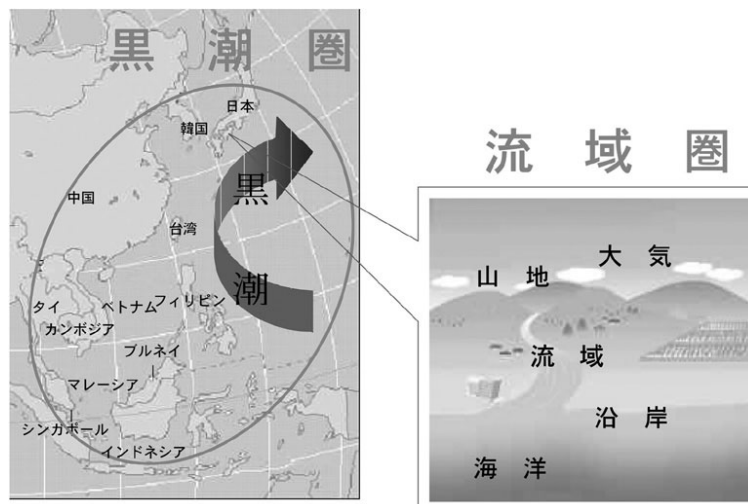 黒潮圏
日本
韓国
中国
台湾
黒
潮
タイ
ベトナム
フィリピン
カンボジア
ブルネイ
マレーシア
シンガポール
インドネシア
流域圏
大気
山地
流域
沿岸
海洋